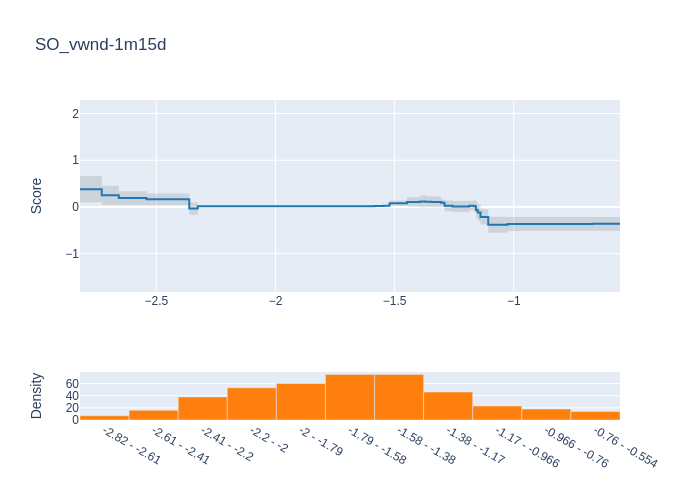 SO_vwnd-1m15d
Score
2
1
0
−1
−2.5
−2
−1.5
−1
Density
60
40
20
0
-2.82 - -2.61
-2.61 - -2.41
-2.41 - -2.2
-2.2 - -2
-2 - -1.79
-1.79 - -1.58
-1.58 - -1.38
-1.38 - -1.17
-1.17 - -0.966
-0.966 - -0.76
-0.76 - -0.554